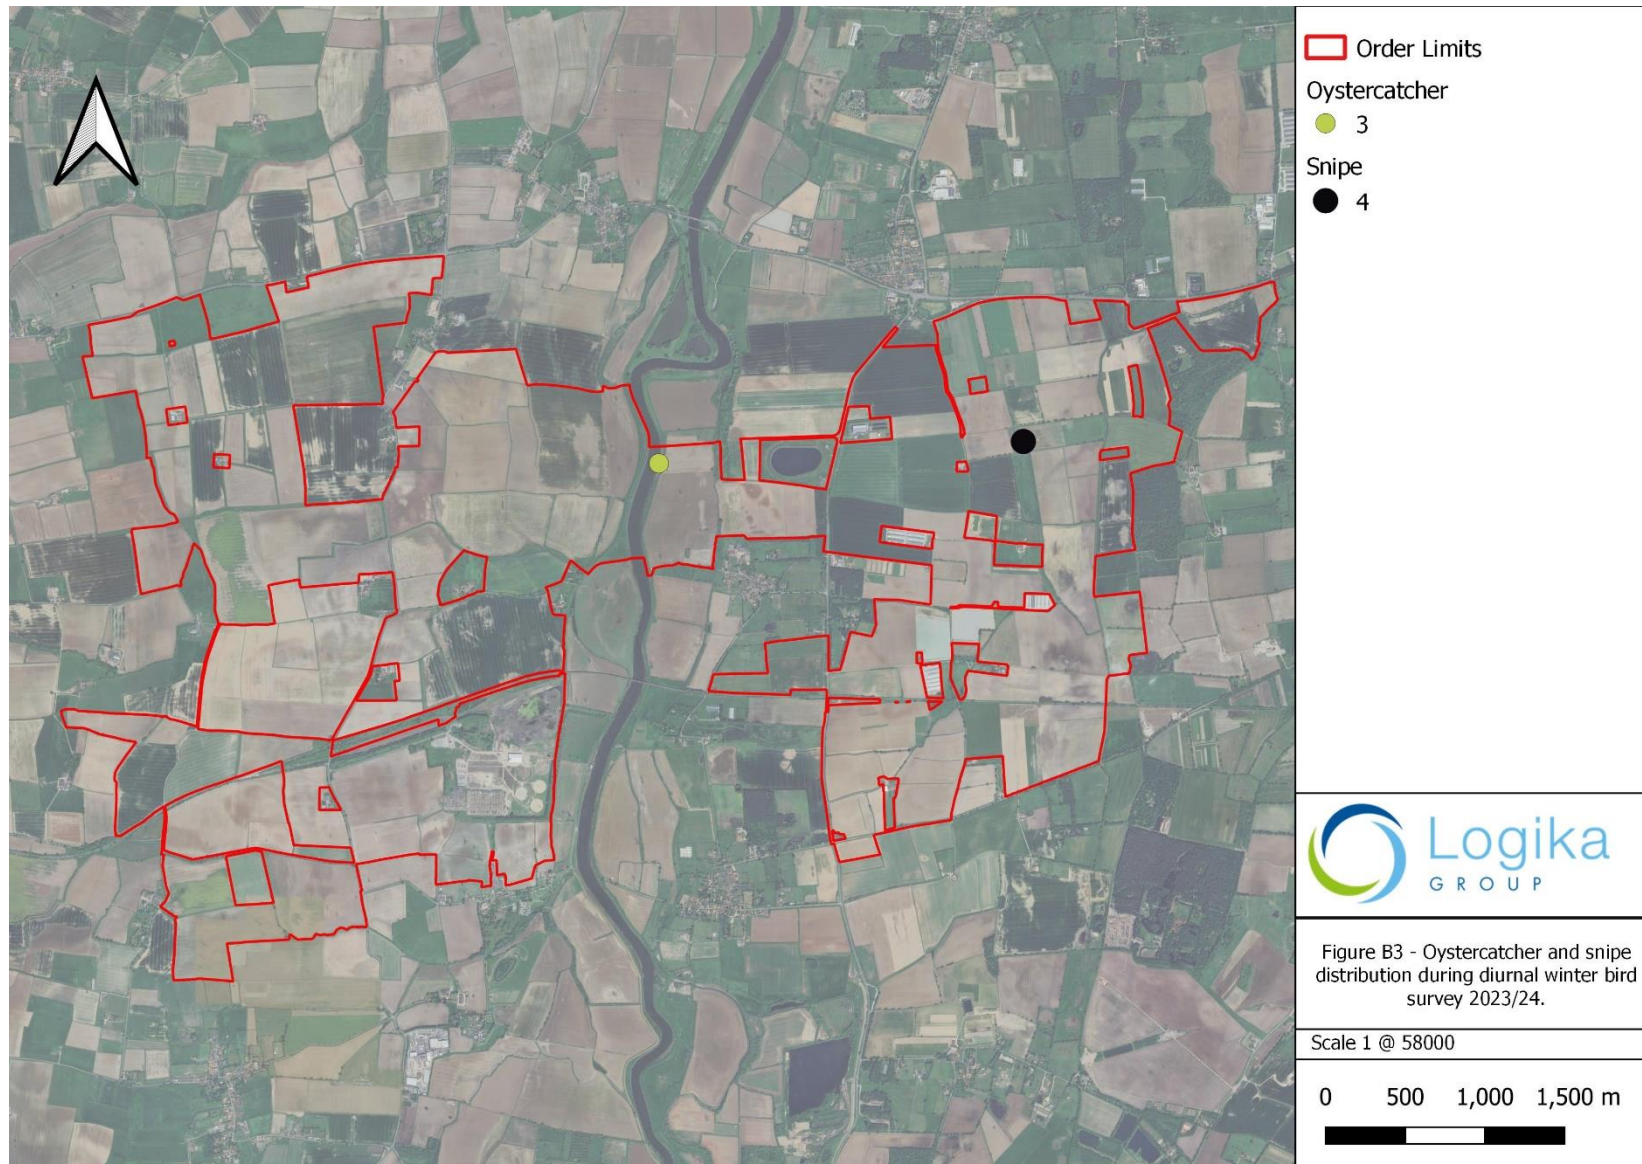 Order Limits
Oystercatcher
3
Snipe
4
Logika
GROUP
Figure B3 - Oystercatcher and snipe
distribution during diurnal winter bird
survey 2023/24.
Scale 1 @ 58000
0 500 1,000 1,500 m